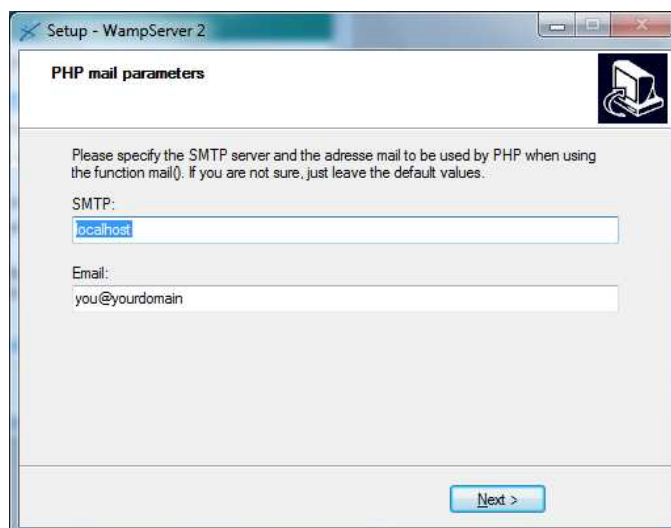 Setup - WampServer 2
PHP mail parameters
Please specify the SMTP server and the adresse mail to be used by PHP when using
the function mail(). If you are not sure, just leave the default values.
SMTP:
localhost
Email:
you@yourdomain
Next >